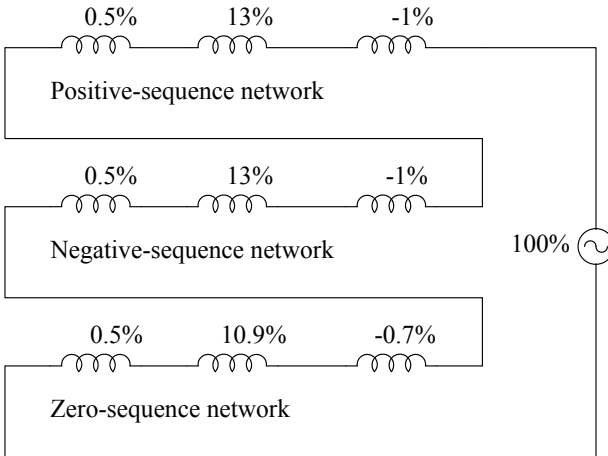 0.5% 13% -1%
Positive-sequence network
0.5% 13% -1%
Negative-sequence network
100%
0.5% 10.9% -0.7%
Zero-sequence network